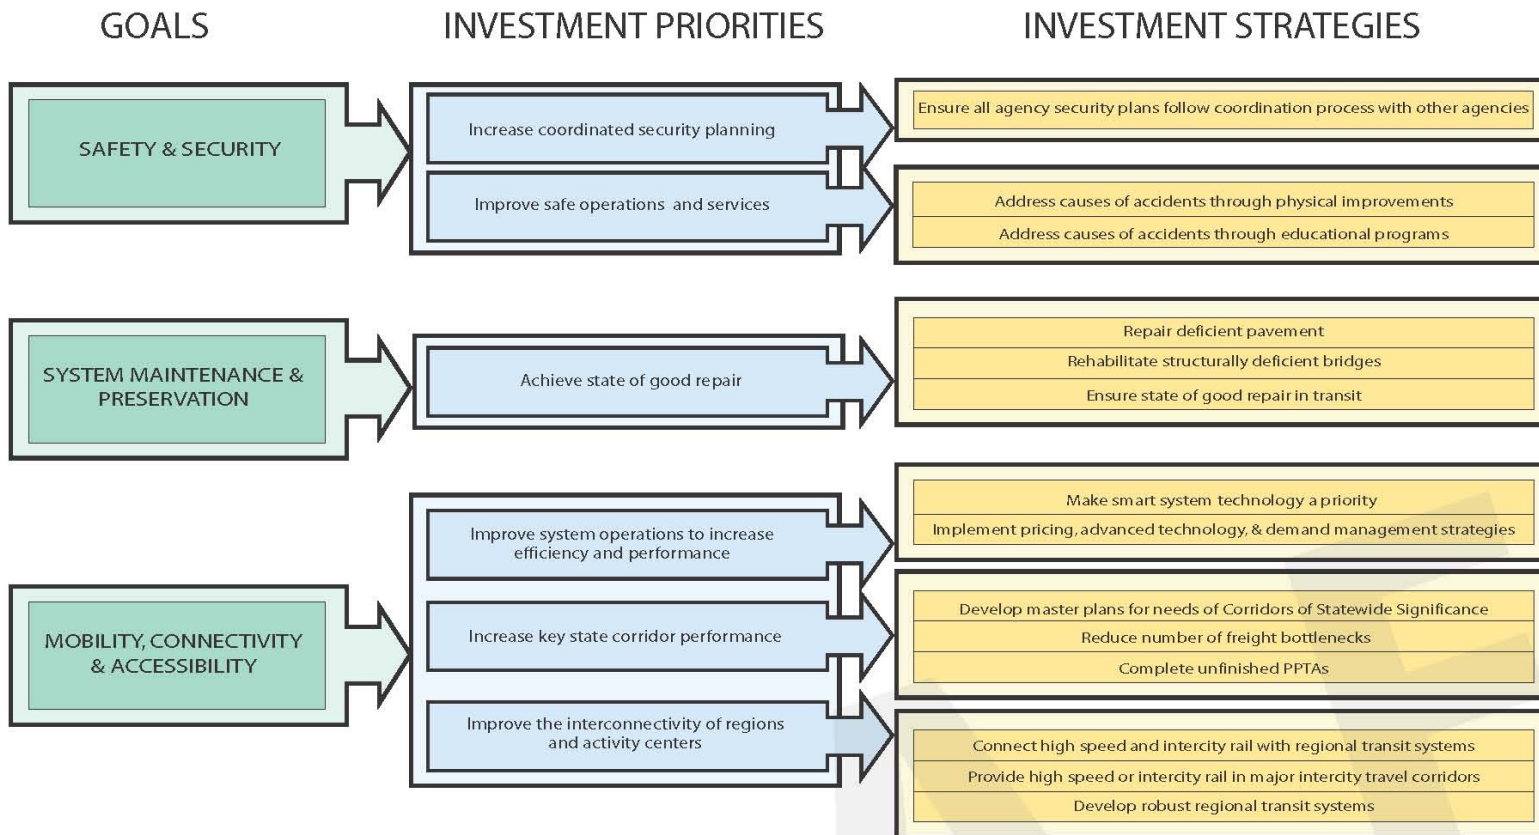 GOALS
INVESTMENT PRIORITIES
INVESTMENT STRATEGIES
SAFETY & SECURITY
Increase coordinated security planning
Improve safe operations and services
Ensure all agency security plans follow coordination process with other agencies
Address causes of accidents through physical improvements
Address causes of accidents through educational programs
SYSTEM MAINTENANCE &
PRESERVATION
Achieve state of good repair
Repair deficient pavement
Rehabilitate structurally deficient bridges
Ensure state of good repair in transit
MOBILITY, CONNECTIVITY
& ACCESSIBILITY
Improve system operations to increase
efficiency and performance
Make smart system technology a priority
Implement pricing, advanced technology, & demand management strategies
Increase key state corridor performance
Develop master plans for needs of Corridors of Statewide Significance
Reduce number of freight bottlenecks
Complete unfinished PPTAs
Improve the interconnectivity of regions
and activity centers
Connect high speed and intercity rail with regional transit systems
Provide high speed or intercity rail in major intercity travel corridors
Develop robust regional transit systems